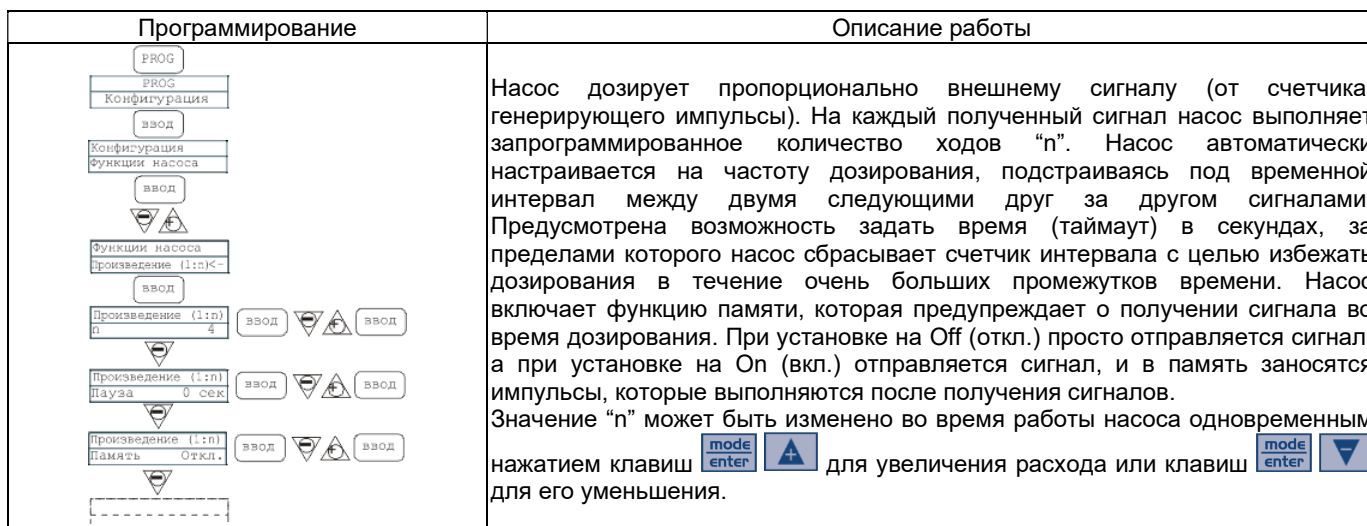 Программирование
Описание работы
PROG
PROG
Конфигурация
ввод
Конфигурация
Функции насоса
ввод
Функции насоса
Произведение (1:n)<-
ввод
Произведение (1:n)
n 4
ввод
ввод
Произведение (1:n)
Пауза 0 сек
ввод
ввод
Произведение (1:n)
Память Откл.
ввод
ввод
Насос дозирует пропорционально внешнему сигналу (от счетчика
генерирующего импульсы). На каждый полученный сигнал насос выполняет
запрограммированное количество ходов “n”. Насос автоматически
настраивается на частоту дозирования, подстраиваясь под временной
интервал между двумя следующими друг за другом сигналами
Предусмотрена возможность задать время (таймаут) в секундах, за
пределами которого насос сбрасывает счетчик интервала с целью избежать
дозирования в течение очень больших промежутков времени. Насос
включает функцию памяти, которая предупреждает о получении сигнала во
время дозирования. При установке на Off (откл.) просто отправляется сигнал
а при установке на On (вкл.) отправляется сигнал, и в память заносятся
импульсы, которые выполняются после получения сигналов.
Значение “n” может быть изменено во время работы насоса одновременным
нажатием клавиш mode enter для увеличения расхода или клавиш mode enter
для его уменьшения.